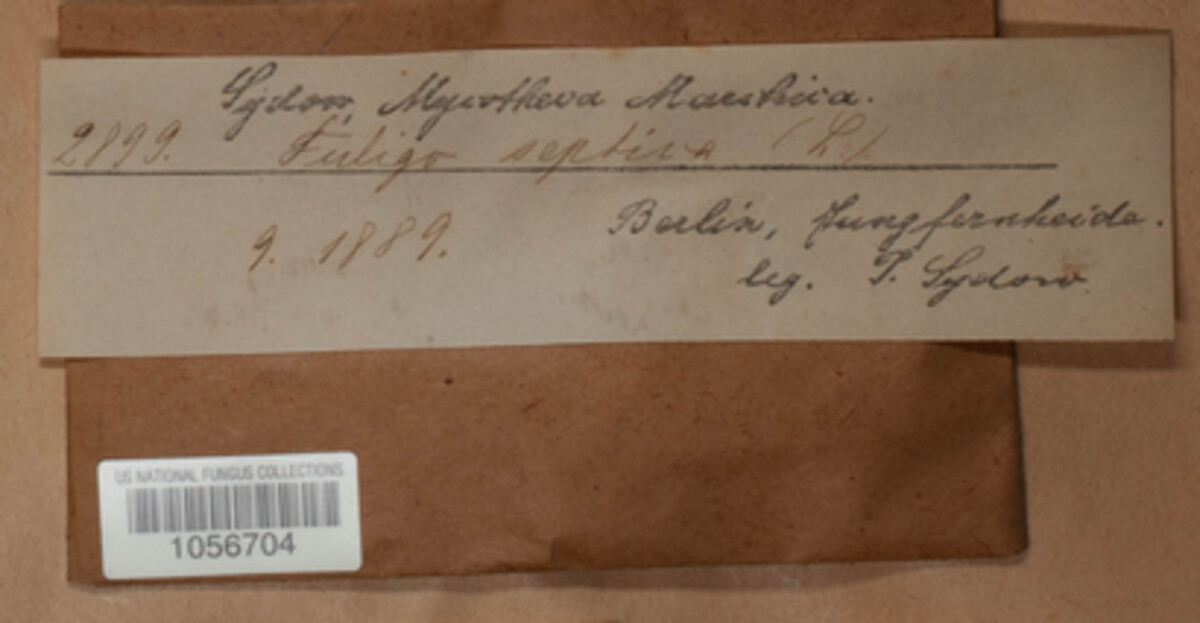 Sydow, Mycotheca Marchica.
2899. Fuligo septica (L.)
9. 1889.
Berlin, Jungfernheide.
leg. P. Sydow
US NATIONAL FUNGUS COLLECTIONS
1056704